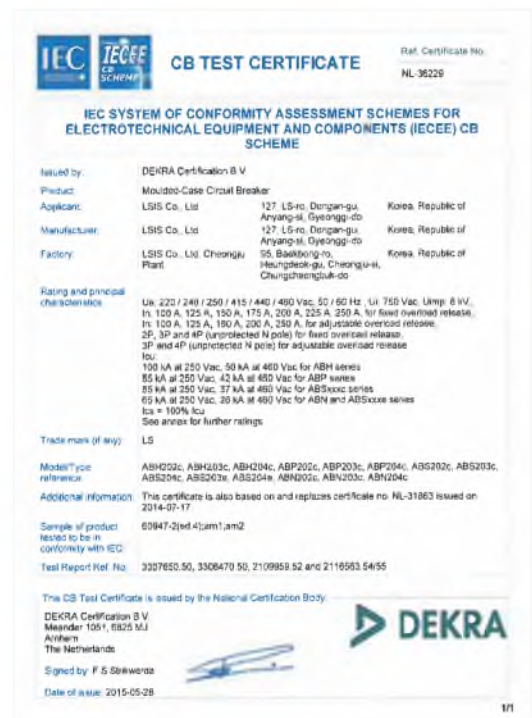 IEC
IECEE
CB
SCHEME
CB TEST CERTIFICATE
Ref. Certificate No.
NL-36229
IEC SYSTEM OF CONFORMITY ASSESSMENT SCHEMES FOR
ELECTROTECHNICAL EQUIPMENT AND COMPONENTS (IECEE) CB
SCHEME
Issued by: DEKRA Certification B.V.
Product: Moulded-Case Circuit Breaker
Applicant: LSIS Co., Ltd 127, LS-ro, Dongan-gu, Korea, Republic of
Anyang-si, Gyeonggi-do
Manufacturer: LSIS Co., Ltd 127, LS-ro, Dongan-gu, Korea, Republic of
Anyang-si, Gyeonggi-do
Factory: LSIS Co., Ltd. Cheongju 95, Baekbong-ro, Korea, Republic of
Plant Heungdeok-gu, Cheongju-si,
Chungcheongbuk-do
Rating and principal
characteristics
Ue: 220 / 240 / 250 / 415 / 440 / 480 Vac, 50 / 60 Hz , Ui: 750 Vac, Uimp: 8 kV,
In: 100 A, 125 A, 150 A, 175 A, 200 A, 225 A, 250 A, for fixed overload release,
In: 100 A, 125 A, 160 A, 200 A, 250 A, for adjustable overload release,
2P, 3P and 4P (unprotected N pole) for fixed overload release,
3P and 4P (unprotected N pole) for adjustable overload release
Icu:
100 kA at 250 Vac, 50 kA at 460 Vac for ABH series
85 kA at 250 Vac, 42 kA at 460 Vac for ABP series
85 kA at 250 Vac, 37 kA at 460 Vac for ABSxxxc series
65 kA at 250 Vac, 26 kA at 460 Vac for ABN and ABSxxxe series
Ics = 100% Icu
See annex for further ratings
Trade mark (if any) LS
Model/Type ABH202c, ABH203c, ABH204c, ABP202c, ABP203c, ABP204c, ABS202c, ABS203c,
reference ABS204c, ABS203e, ABS204e, ABN202c, ABN203c, ABN204c
Additional information This certificate is also based on and replaces certificate no. NL-31863 issued on
2014-07-17
Sample of product 60947-2(ed.4);am1;am2
tested to be in
conformity with IEC
Test Report Ref. No. 3307650.50, 3306470.50, 2109959.52 and 2116563.54/55
This CB Test Certificate is issued by the National Certification Body:
DEKRA Certification B.V.
Meander 1051, 6825 MJ
Arnhem
The Netherlands
DEKRA
Signed by: F.S. Strikwerda
Date of issue: 2015-05-28
1/1